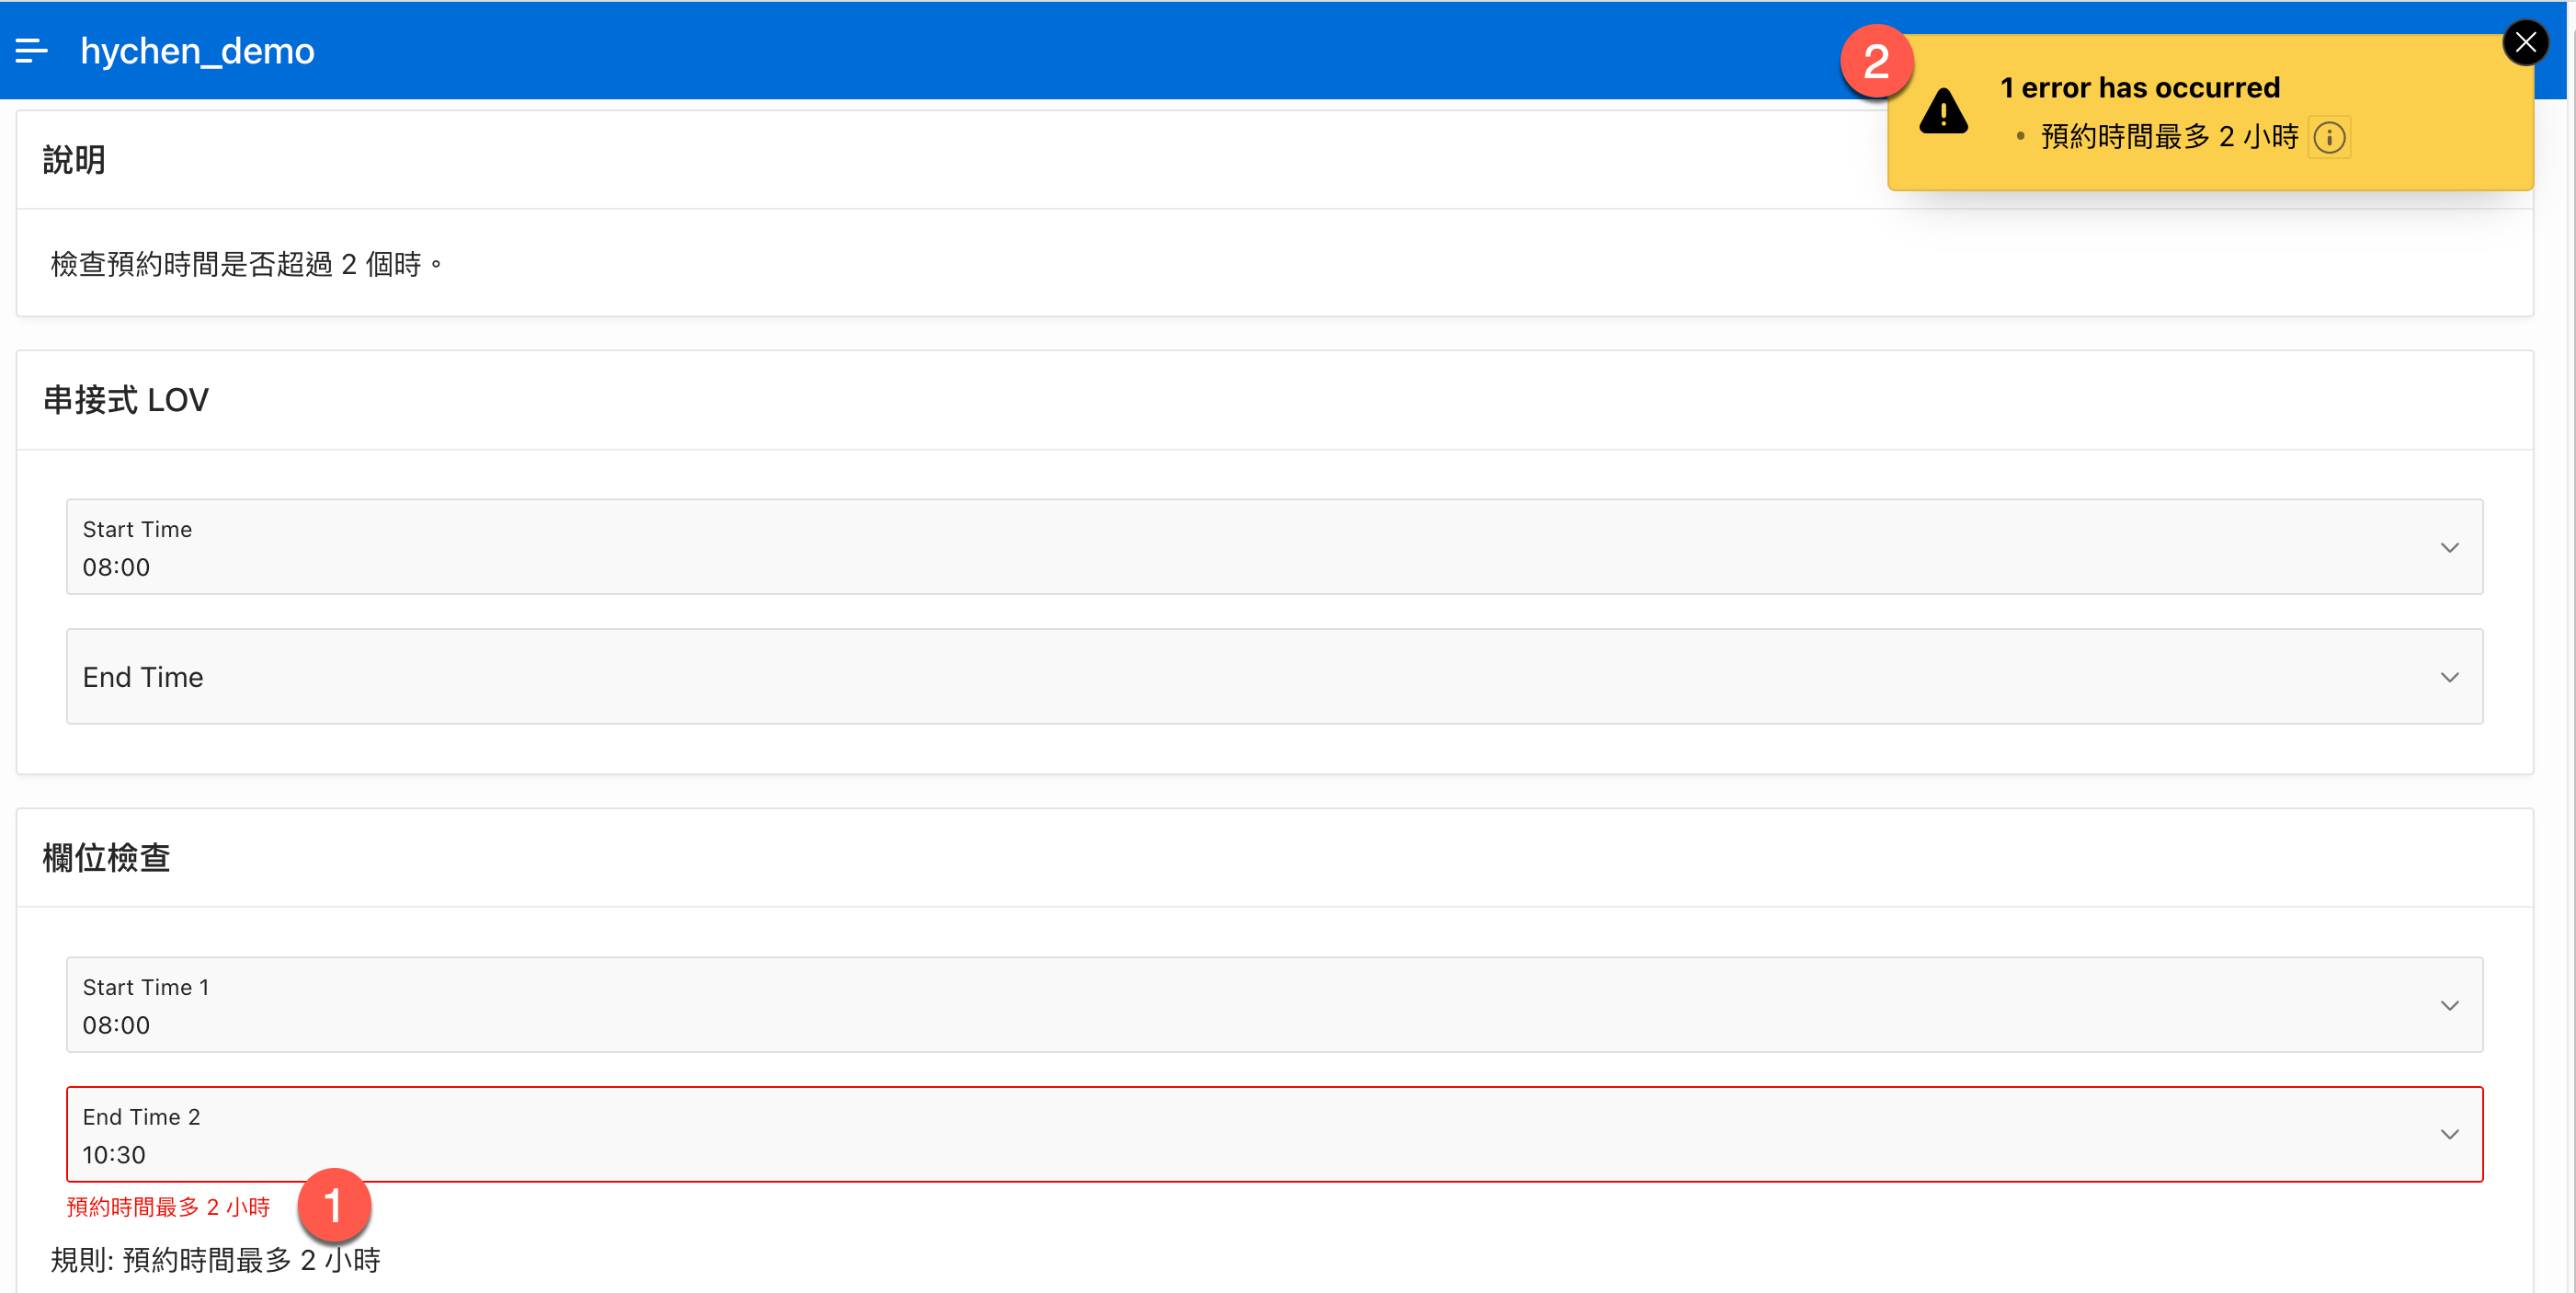 hychen_demo
2
1 error has occurred
• 預約時間最多 2 小時
說明
檢查預約時間是否超過 2 個時。
串接式 LOV
Start Time
08:00
End Time
欄位檢查
Start Time 1
08:00
End Time 2
10:30
預約時間最多 2 小時
1
規則: 預約時間最多 2 小時